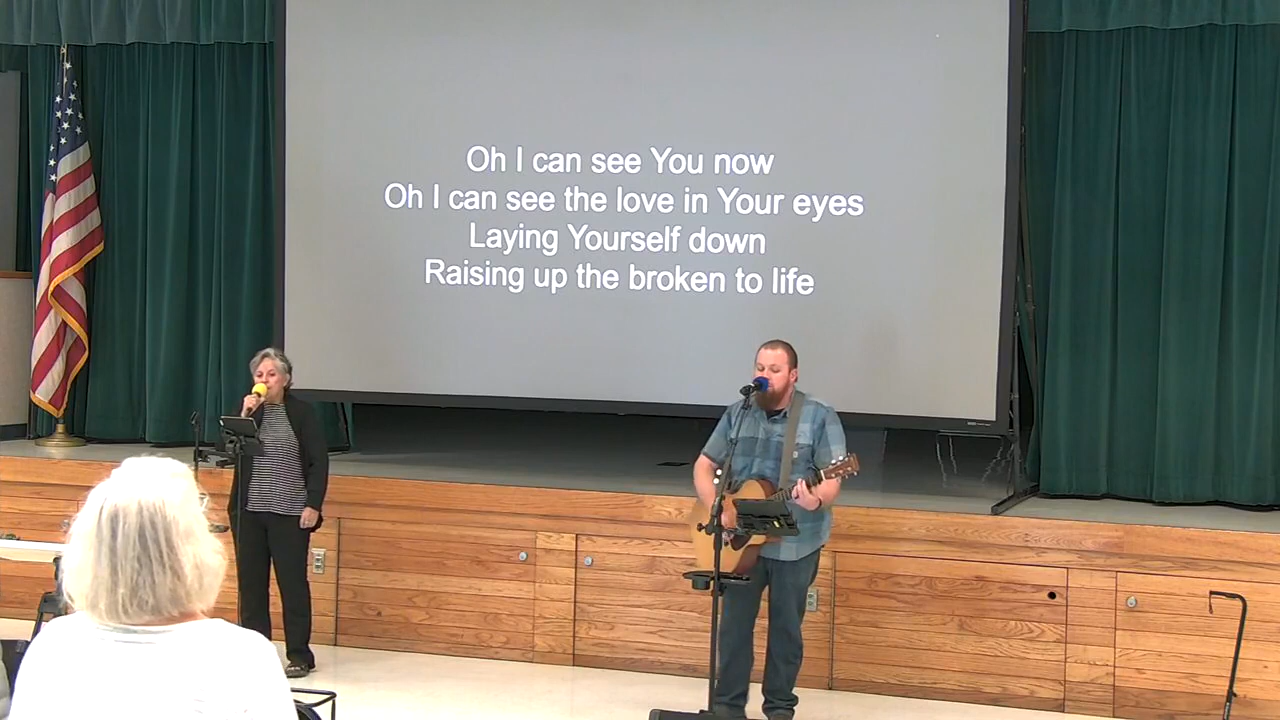 Oh I can see You now
Oh I can see the love in Your eyes
Laying Yourself down
Raising up the broken to life